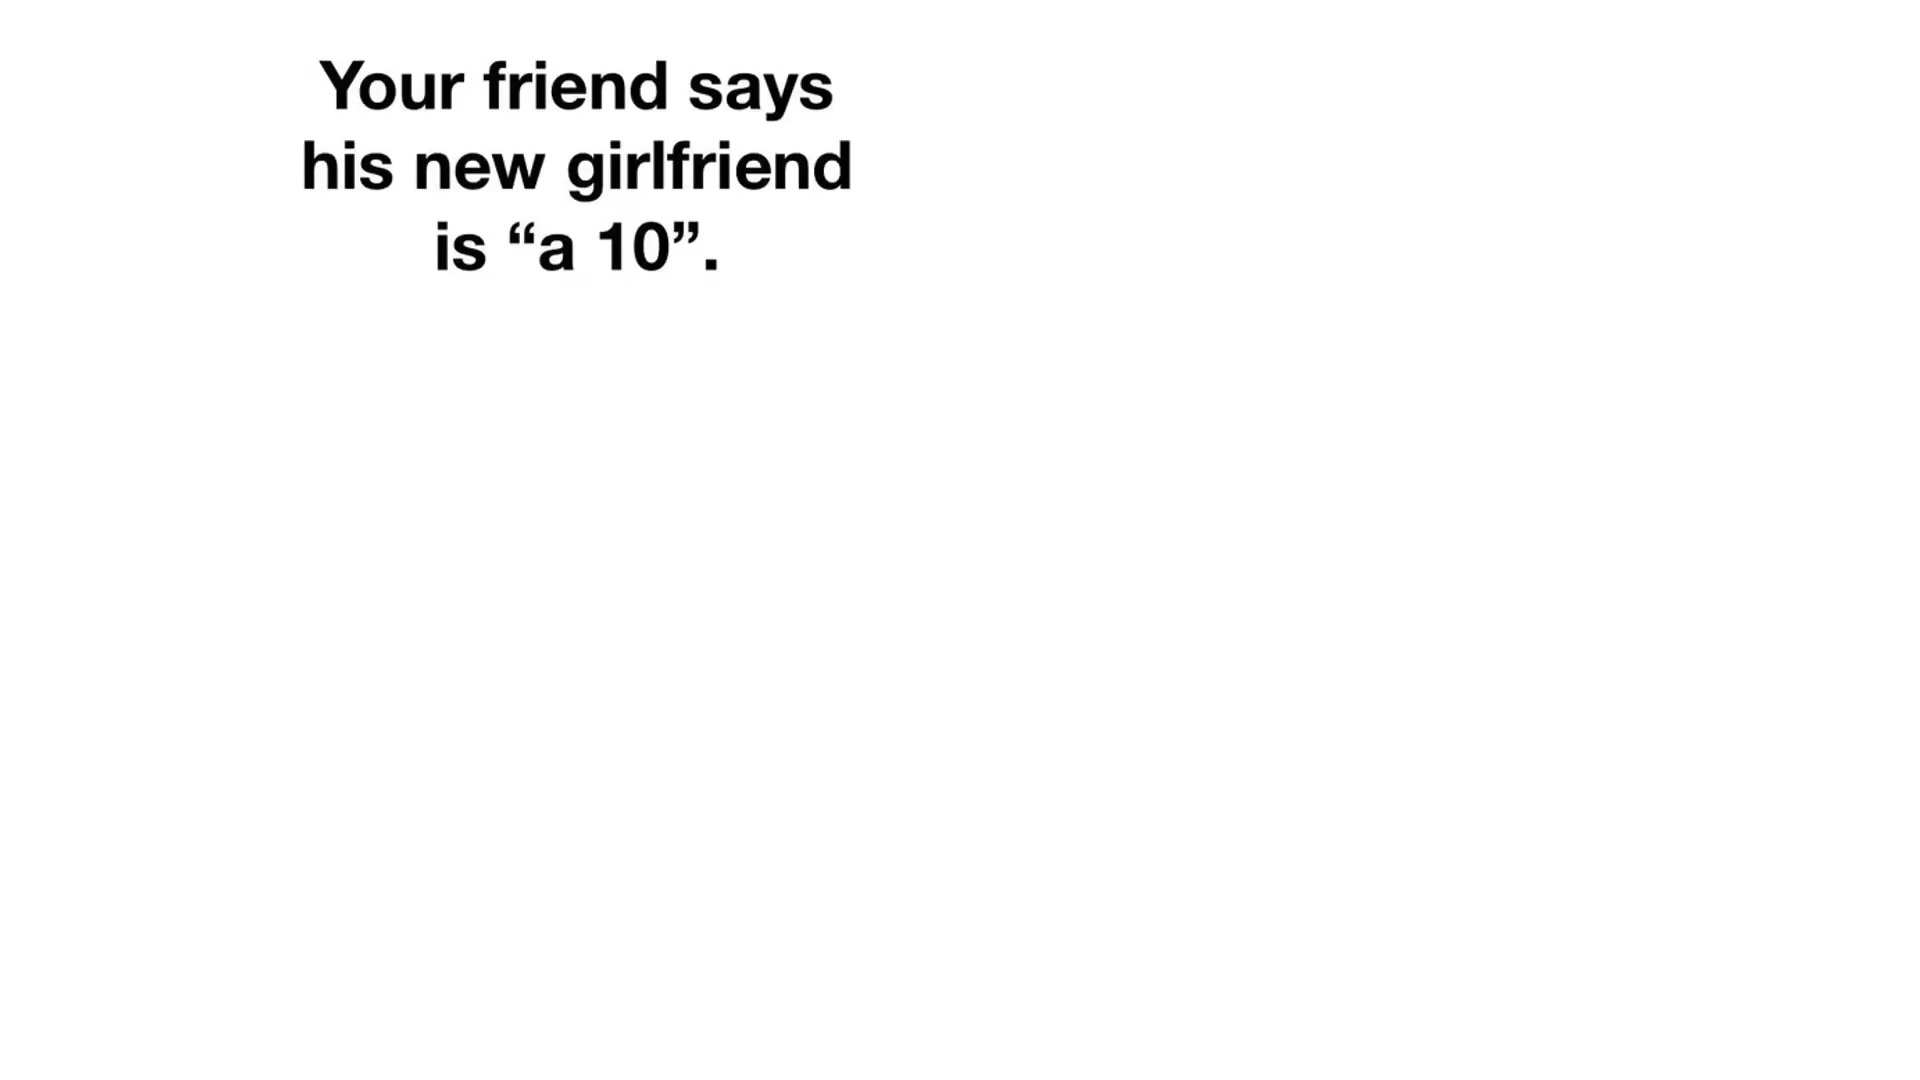 Your friend says
his new girlfriend
is “a 10”.